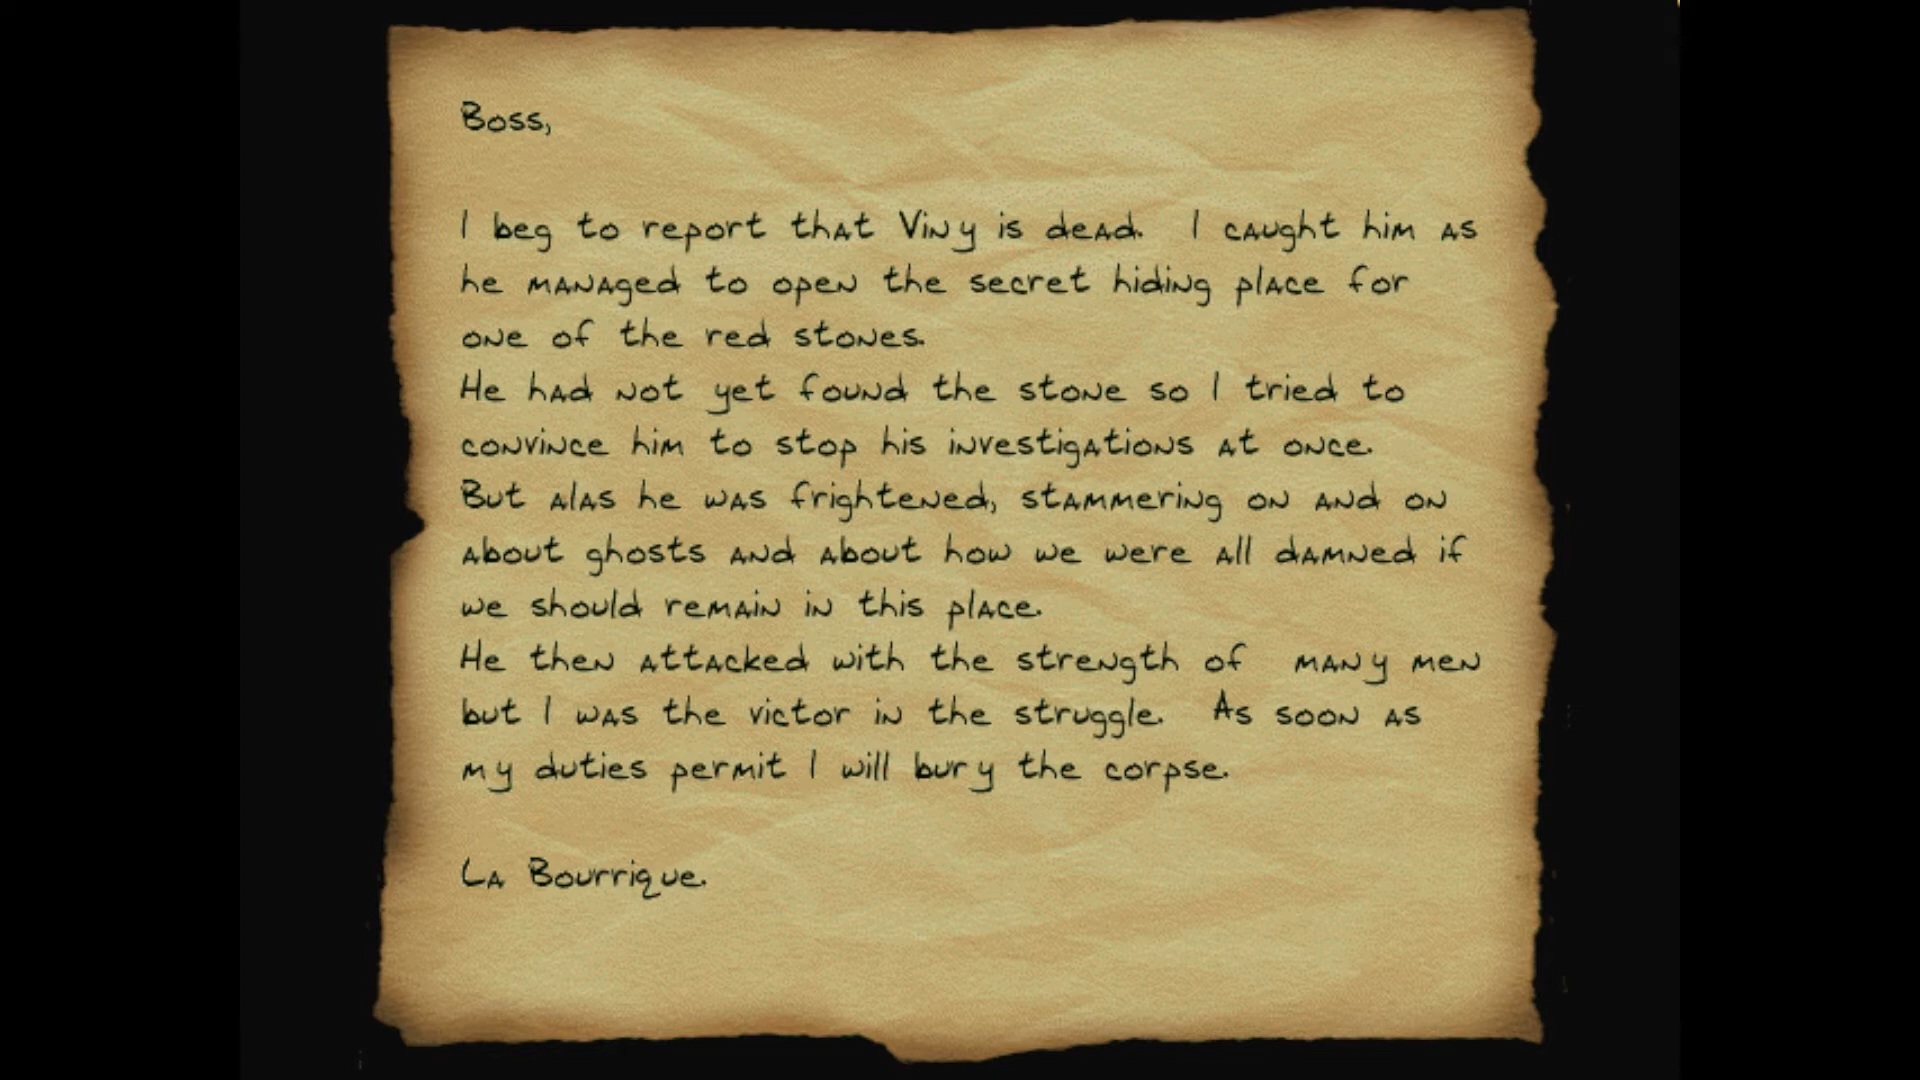 Boss,
I beg to report that Viny is dead. I caught him as
he managed to open the secret hiding place for
one of the red stones.
He had not yet found the stone so I tried to
convince him to stop his investigations at once.
But alas he was frightened, stammering on and on
about ghosts and about how we were all damned if
we should remain in this place.
He then attacked with the strength of many men
but I was the victor in the struggle. As soon as
my duties permit I will bury the corpse.
La Bourrique.